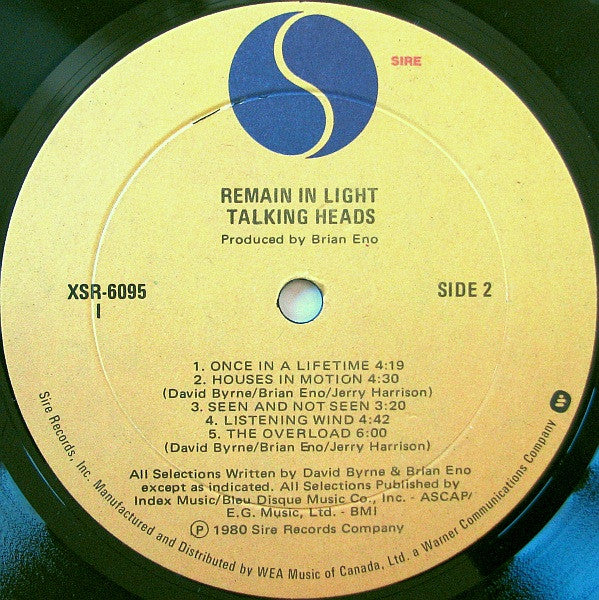 SIRE
REMAIN IN LIGHT
TALKING HEADS
Produced by Brian Eno
XSR-6095
I
SIDE 2
1. ONCE IN A LIFETIME 4:19
2. HOUSES IN MOTION 4:30
(David Byrne/Brian Eno/Jerry Harrison)
3. SEEN AND NOT SEEN 3:20
4. LISTENING WIND 4:42
5. THE OVERLOAD 6:00
(David Byrne/Brian Eno/Jerry Harrison)
All Selections Written by David Byrne & Brian Eno
except as indicated. All Selections Published by
Index Music/Bleu Disque Music Co., Inc. - ASCAP/
E.G. Music, Ltd. - BMI
Ⓟ 1980 Sire Records Company
Sire Records, Inc. Manufactured and Distributed by WEA Music of Canada, Ltd. a Warner Communications Company